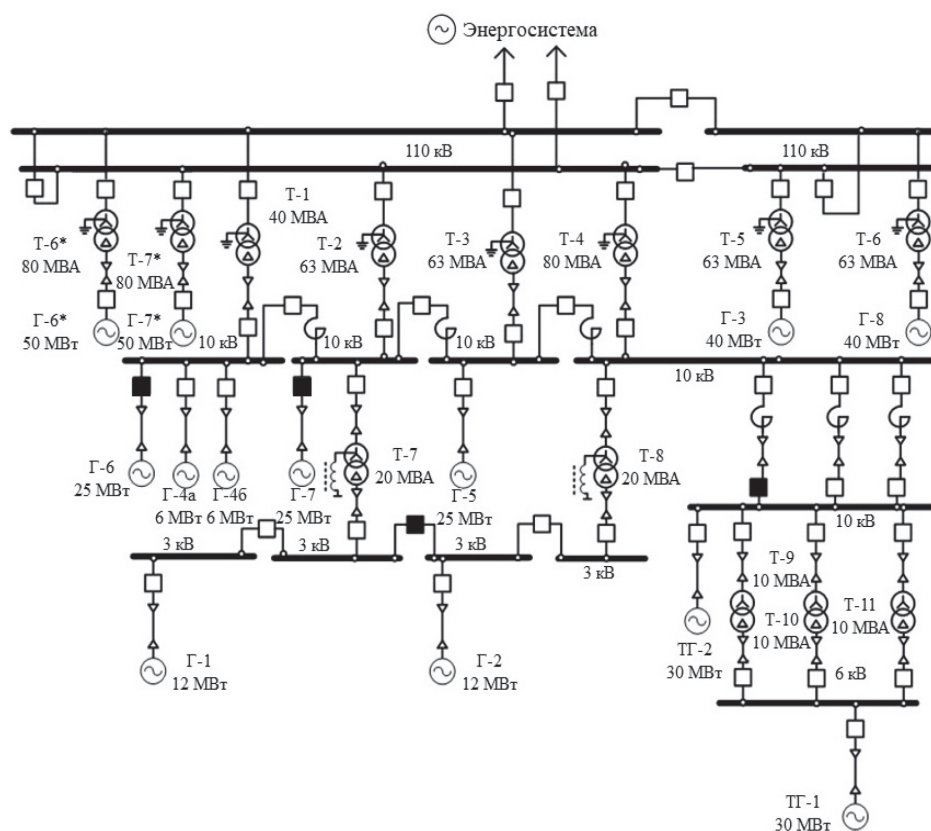 Энергосистема
110 кВ
110 кВ
Т-1
40 МВА
Т-6*
80 МВА
Т-7*
80 МВА
Т-2
63 МВА
Т-3
63 МВА
Т-4
80 МВА
Т-5
63 МВА
Т-6
63 МВА
Г-6*
50 МВт
Г-7*
50 МВт
10 кВ
10 кВ
10 кВ
Г-3
40 МВт
Г-8
40 МВт
10 кВ
Г-6
25 МВт
Г-4а
6 МВт
Г-4б
6 МВт
Г-7
25 МВт
Т-7
20 МВА
Г-5
25 МВт
Т-8
20 МВА
3 кВ
3 кВ
3 кВ
3 кВ
10 кВ
Т-9
10 МВА
Т-10
10 МВА
Т-11
10 МВА
ТГ-2
30 МВт
6 кВ
Г-1
12 МВт
Г-2
12 МВт
ТГ-1
30 МВт